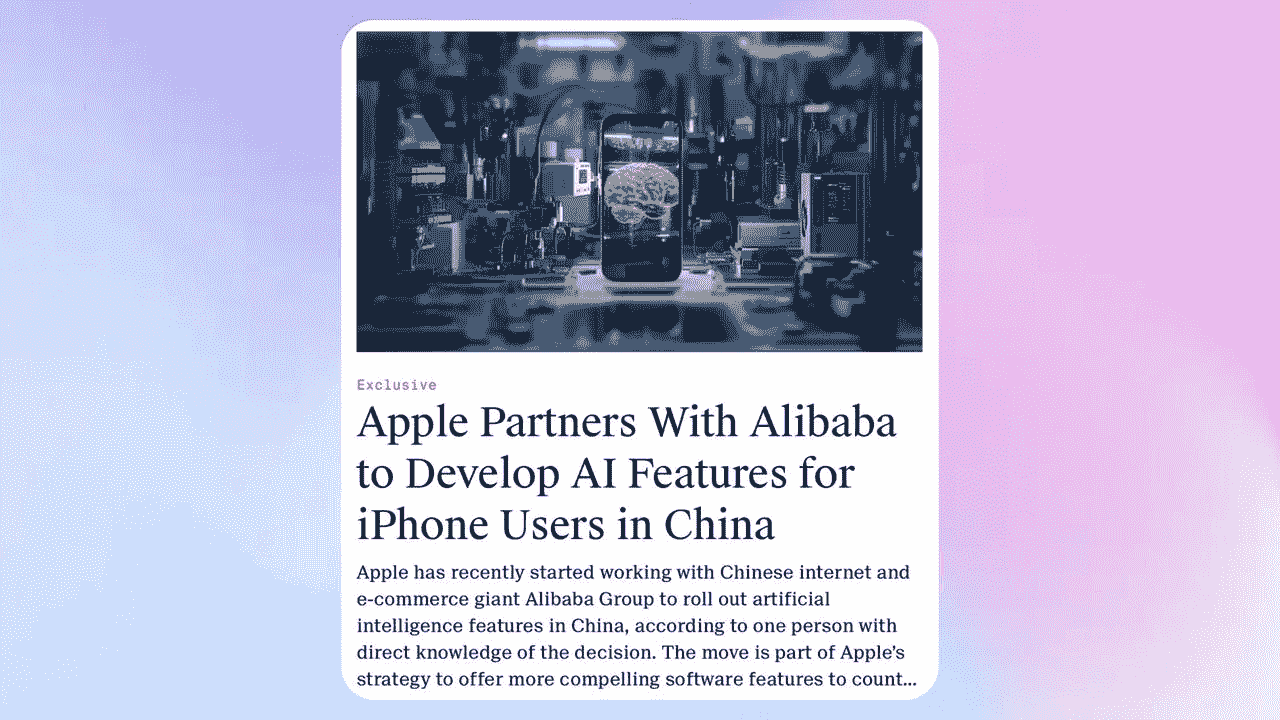 Exclusive
Apple Partners With Alibaba
to Develop AI Features for
iPhone Users in China
Apple has recently started working with Chinese internet and
e-commerce giant Alibaba Group to roll out artificial
intelligence features in China, according to one person with
direct knowledge of the decision. The move is part of Apple’s
strategy to offer more compelling software features to count...